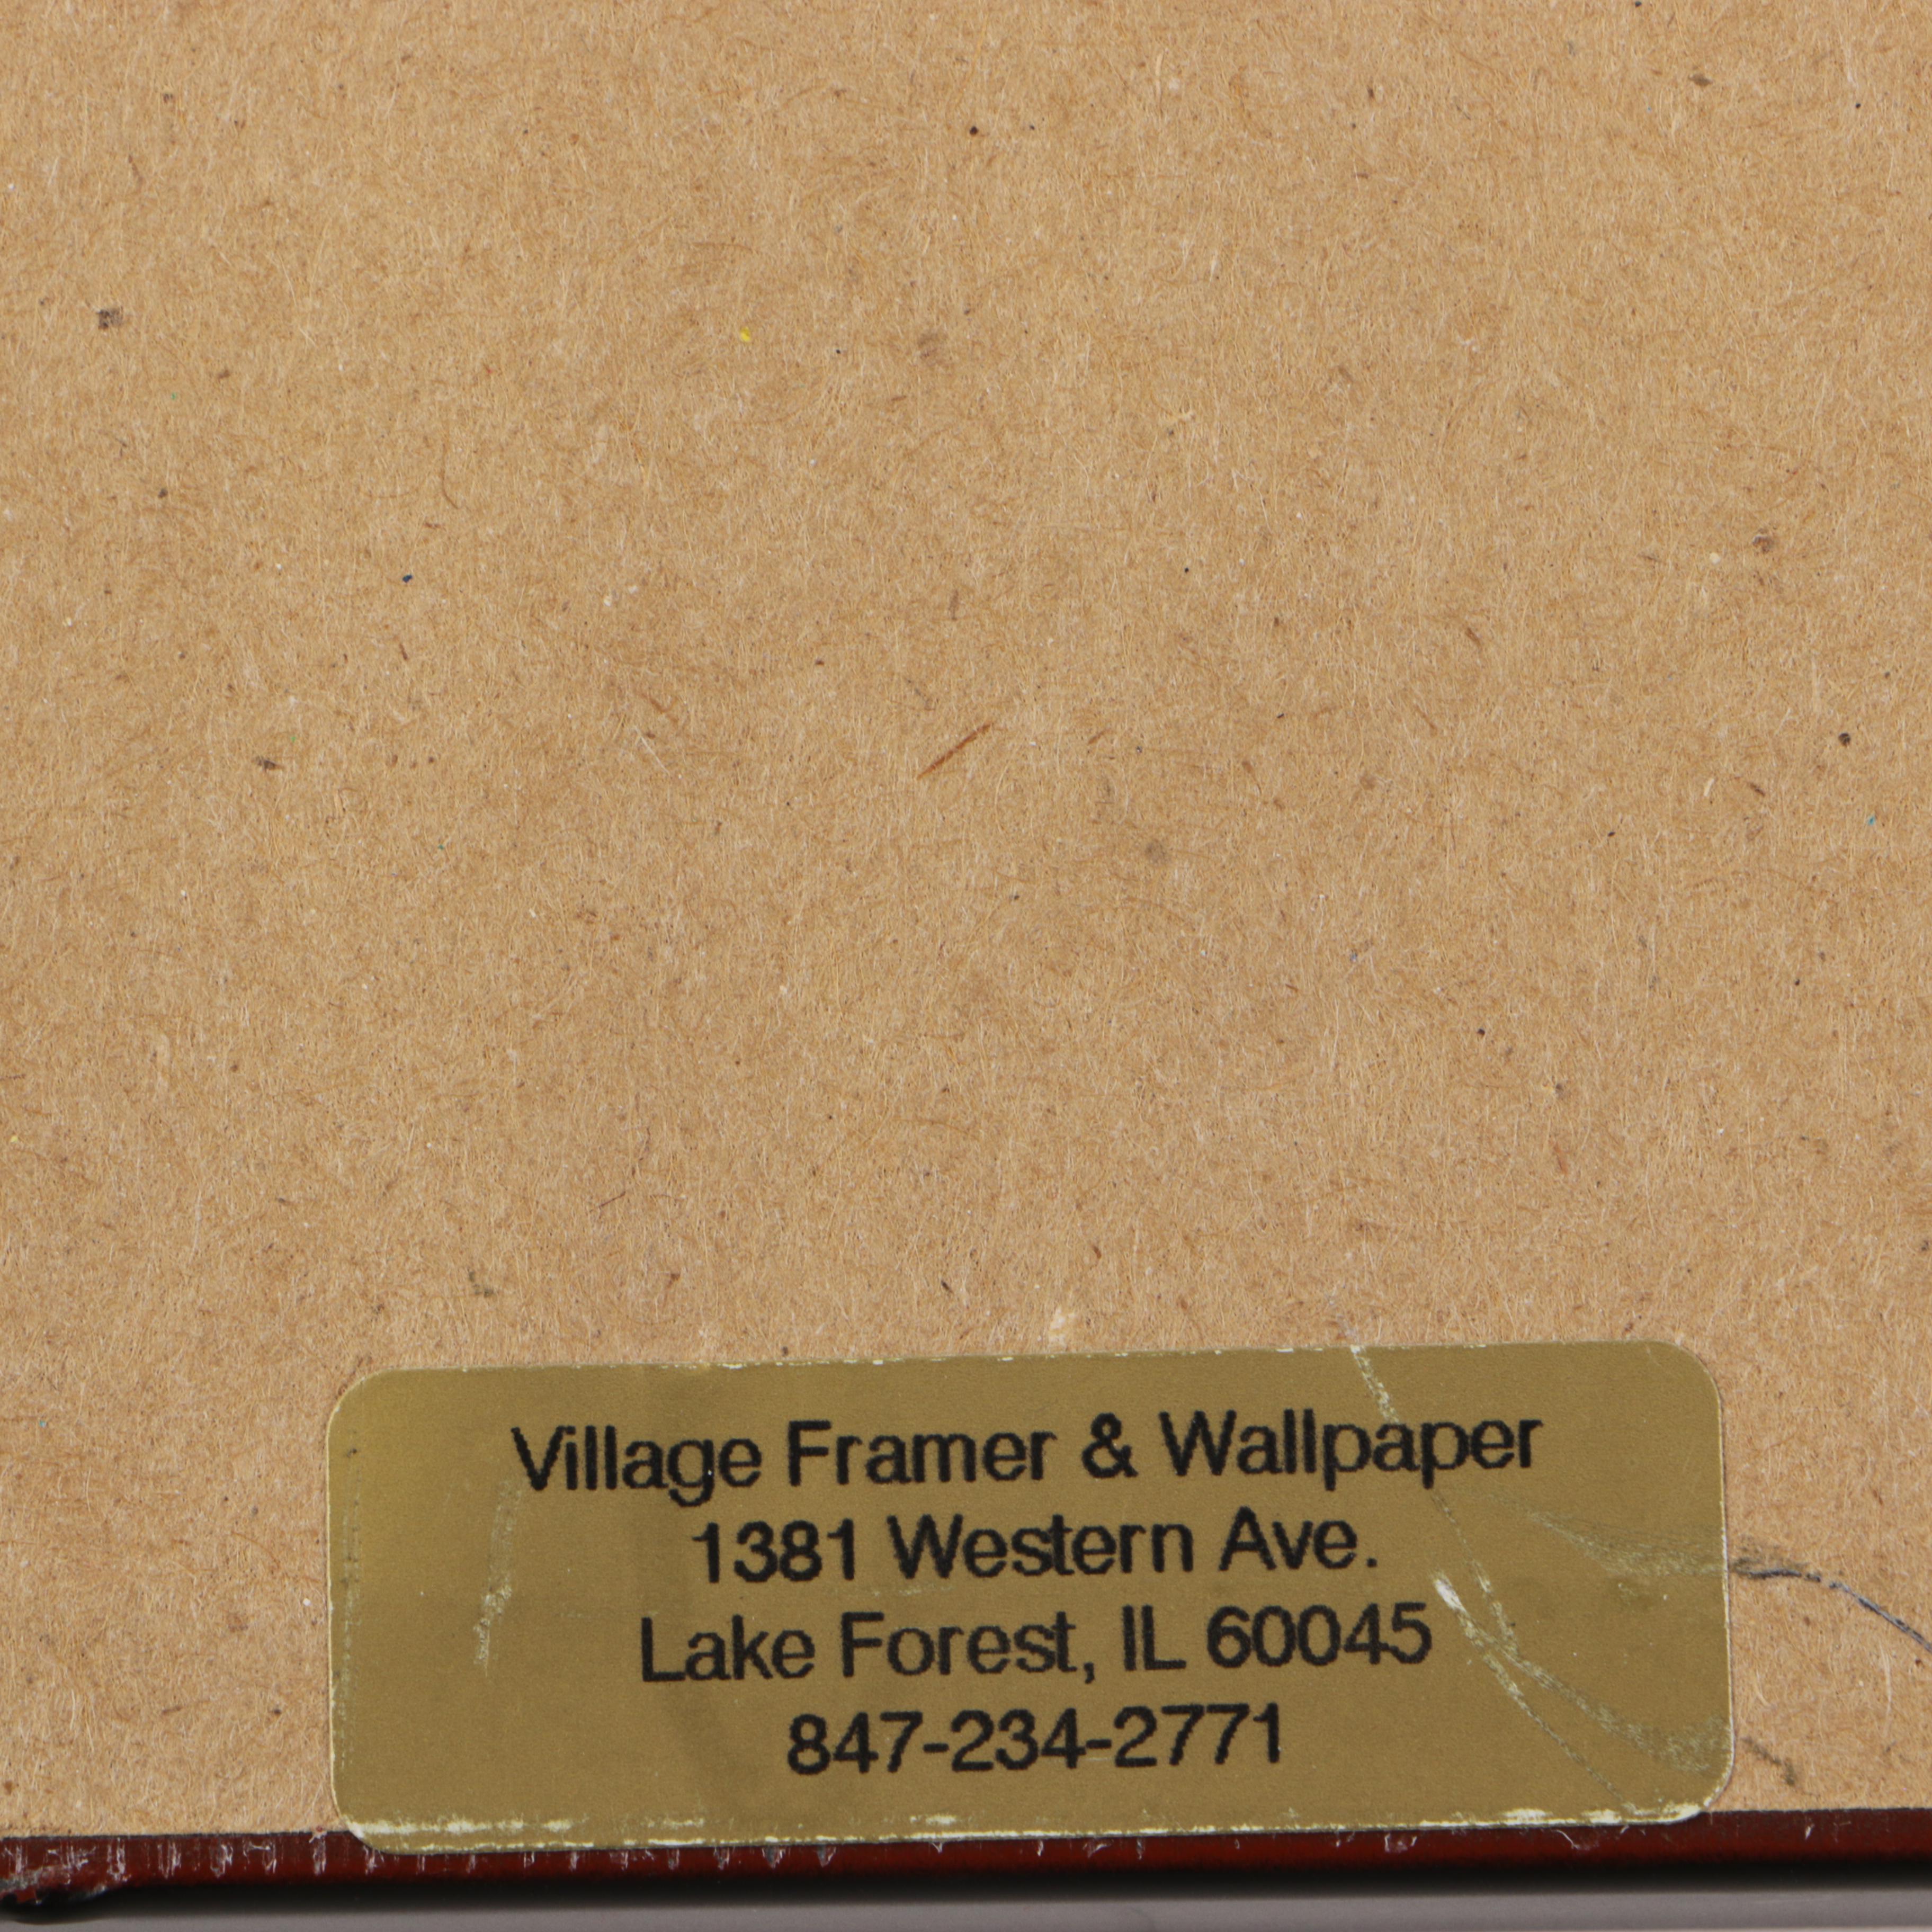 Village Framer & Wallpaper
1381 Western Ave.
Lake Forest, IL 60045
847-234-2771